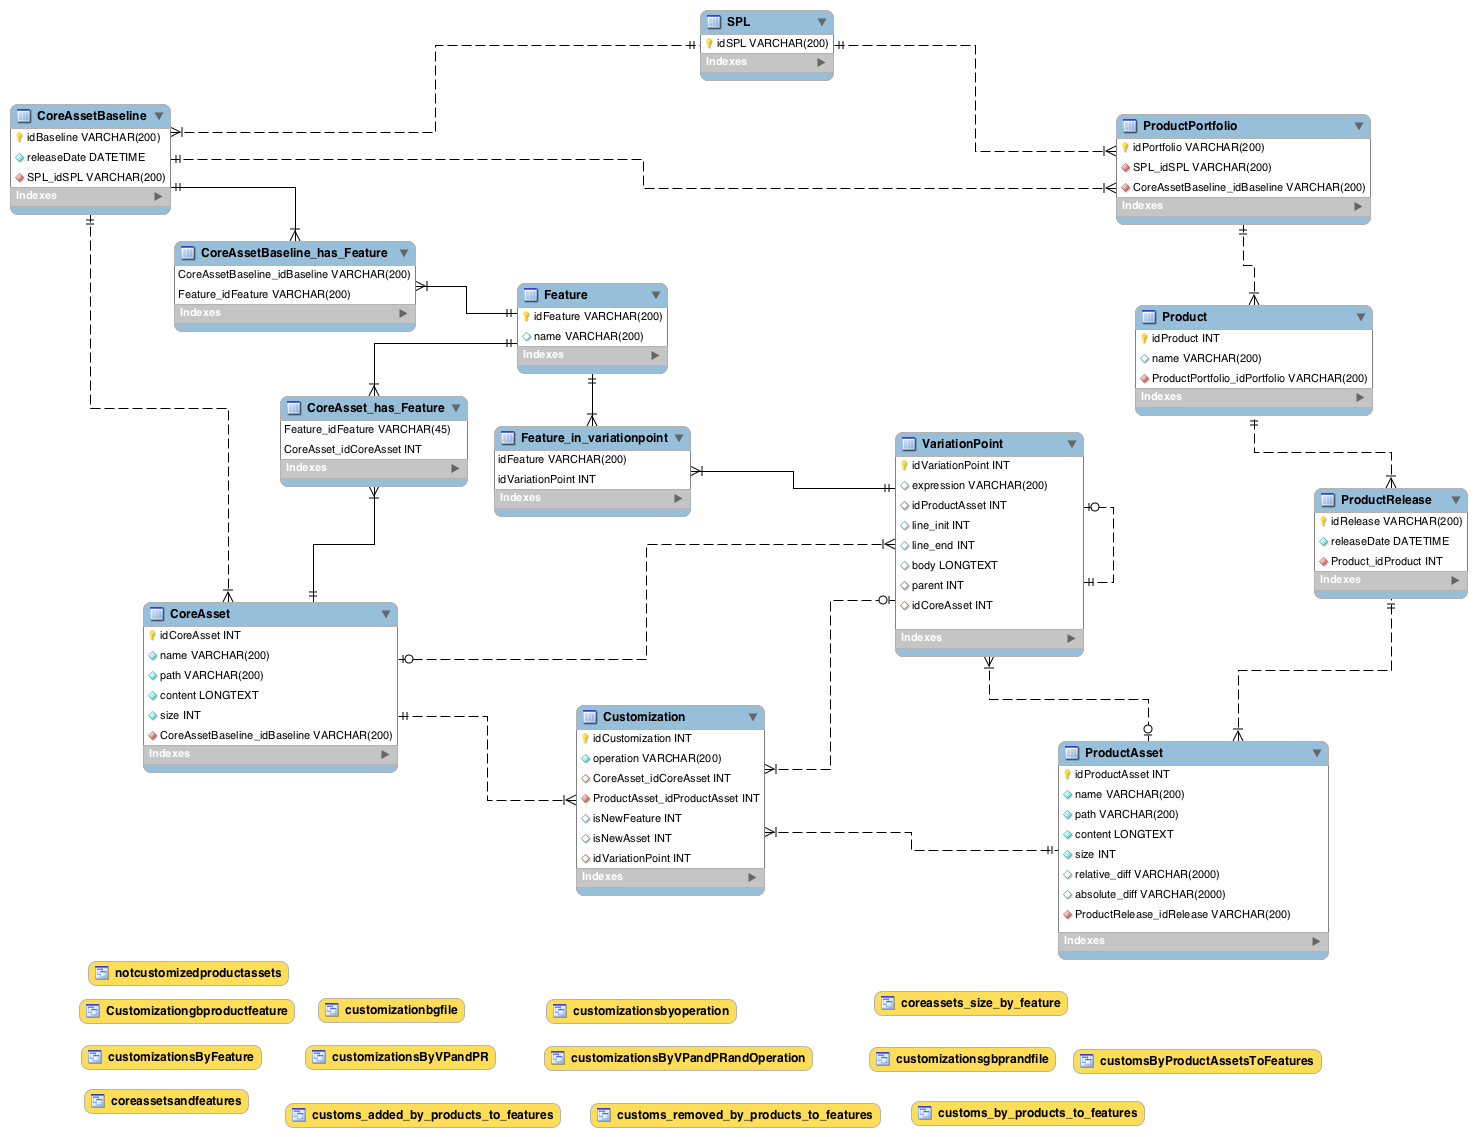 SPL
idSPL VARCHAR(200)
Indexes
CoreAssetBaseline
idBaseline VARCHAR(200)
releaseDate DATETIME
SPL_idSPL VARCHAR(200)
Indexes
ProductPortfolio
idPortfolio VARCHAR(200)
SPL_idSPL VARCHAR(200)
CoreAssetBaseline_idBaseline VARCHAR(200)
Indexes
CoreAssetBaseline_has_Feature
CoreAssetBaseline_idBaseline VARCHAR(200)
Feature_idFeature VARCHAR(200)
Indexes
Feature
idFeature VARCHAR(200)
name VARCHAR(200)
Indexes
Product
idProduct INT
name VARCHAR(200)
ProductPortfolio_idPortfolio VARCHAR(200)
Indexes
CoreAsset_has_Feature
Feature_idFeature VARCHAR(45)
CoreAsset_idCoreAsset INT
Indexes
Feature_in_variationpoint
idFeature VARCHAR(200)
idVariationPoint INT
Indexes
VariationPoint
idVariationPoint INT
expression VARCHAR(200)
idProductAsset INT
line_init INT
line_end INT
body LONGTEXT
parent INT
idCoreAsset INT
Indexes
ProductRelease
idRelease VARCHAR(200)
releaseDate DATETIME
Product_idProduct INT
Indexes
CoreAsset
idCoreAsset INT
name VARCHAR(200)
path VARCHAR(200)
content LONGTEXT
size INT
CoreAssetBaseline_idBaseline VARCHAR(200)
Indexes
Customization
idCustomization INT
operation VARCHAR(200)
CoreAsset_idCoreAsset INT
ProductAsset_idProductAsset INT
isNewFeature INT
isNewAsset INT
idVariationPoint INT
Indexes
ProductAsset
idProductAsset INT
name VARCHAR(200)
path VARCHAR(200)
content LONGTEXT
size INT
relative_diff VARCHAR(2000)
absolute_diff VARCHAR(2000)
ProductRelease_idRelease VARCHAR(200)
Indexes
notcustomizedproductassets
Customizationgbproductfeature
customizationbgfile
customizationsbyoperation
coreassets_size_by_feature
customizationsByFeature
customizationsByVPandPR
customizationsByVPandPRandOperation
customizationsgbprandfile
customsByProductAssetsToFeatures
coreassetsandfeatures
customs_added_by_products_to_features
customs_removed_by_products_to_features
customs_by_products_to_features